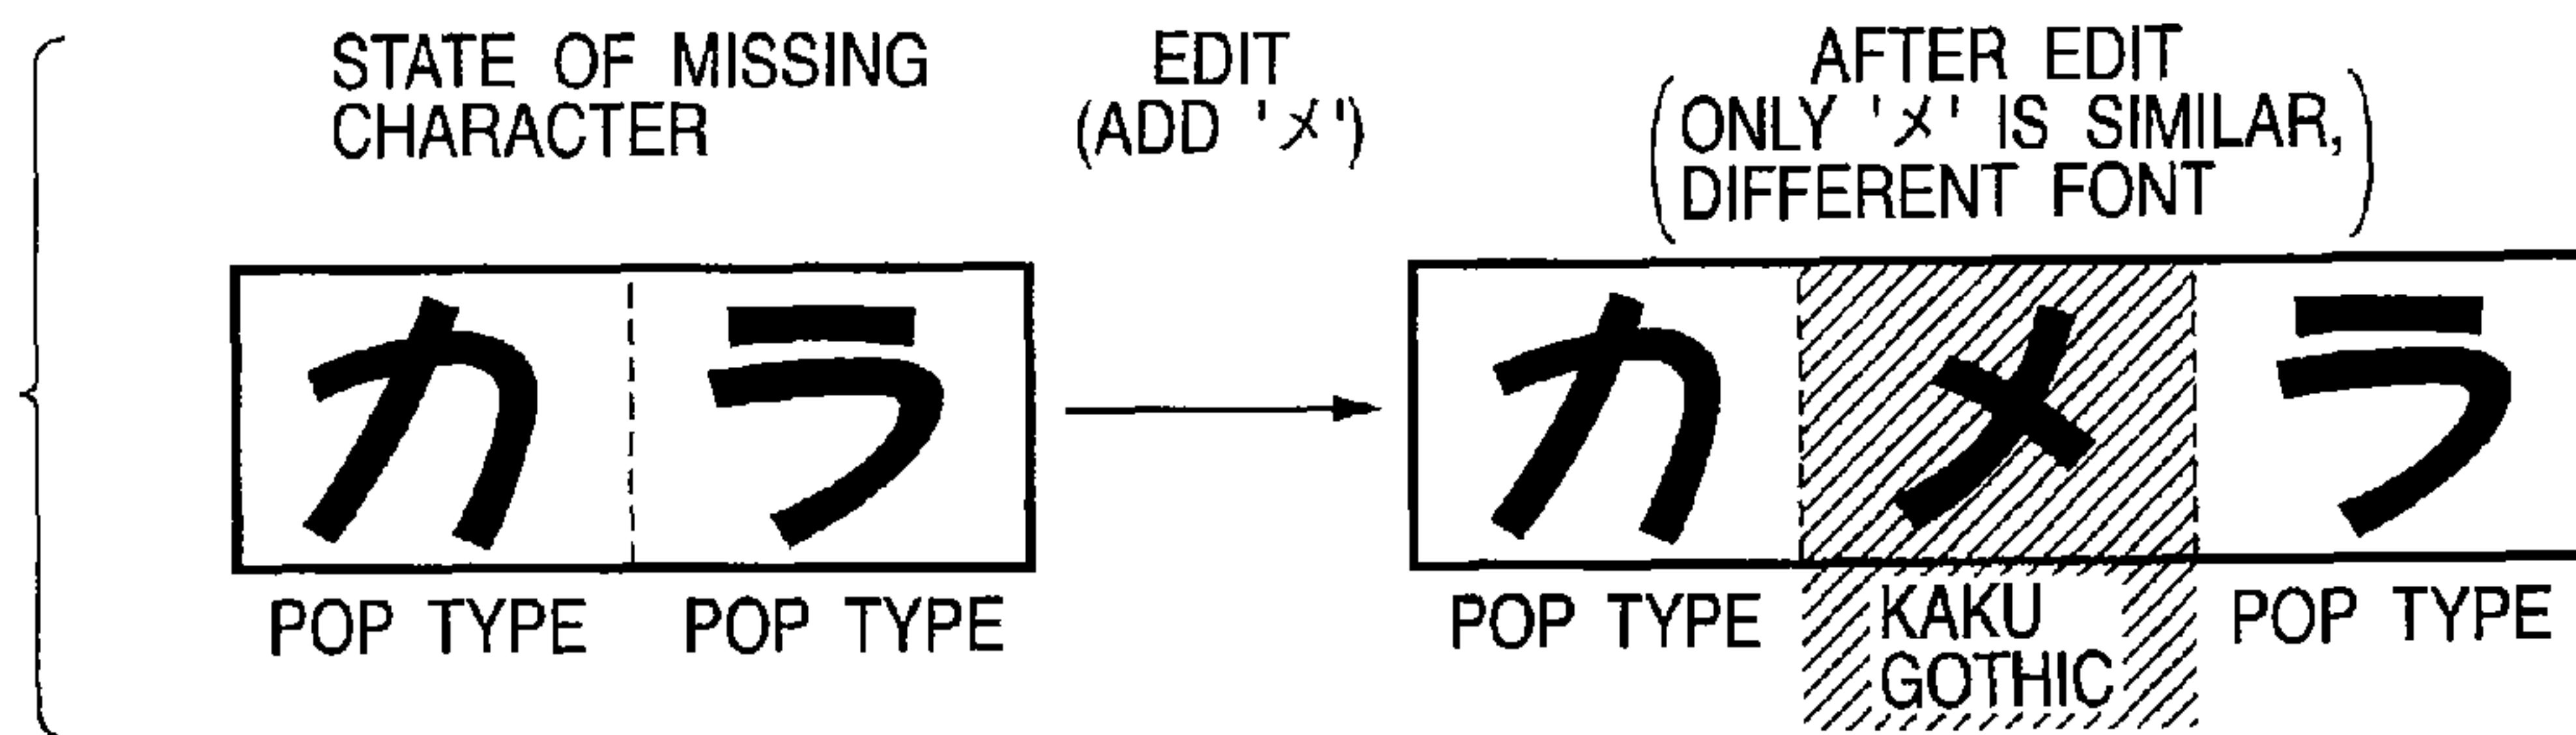 STATE OF MISSING
CHARACTER
EDIT
(ADD 'メ')
AFTER EDIT
(ONLY 'メ' IS SIMILAR,
DIFFERENT FONT)
カラ
カメラ
POP TYPE
POP TYPE
POP TYPE
KAKU
GOTHIC
POP TYPE